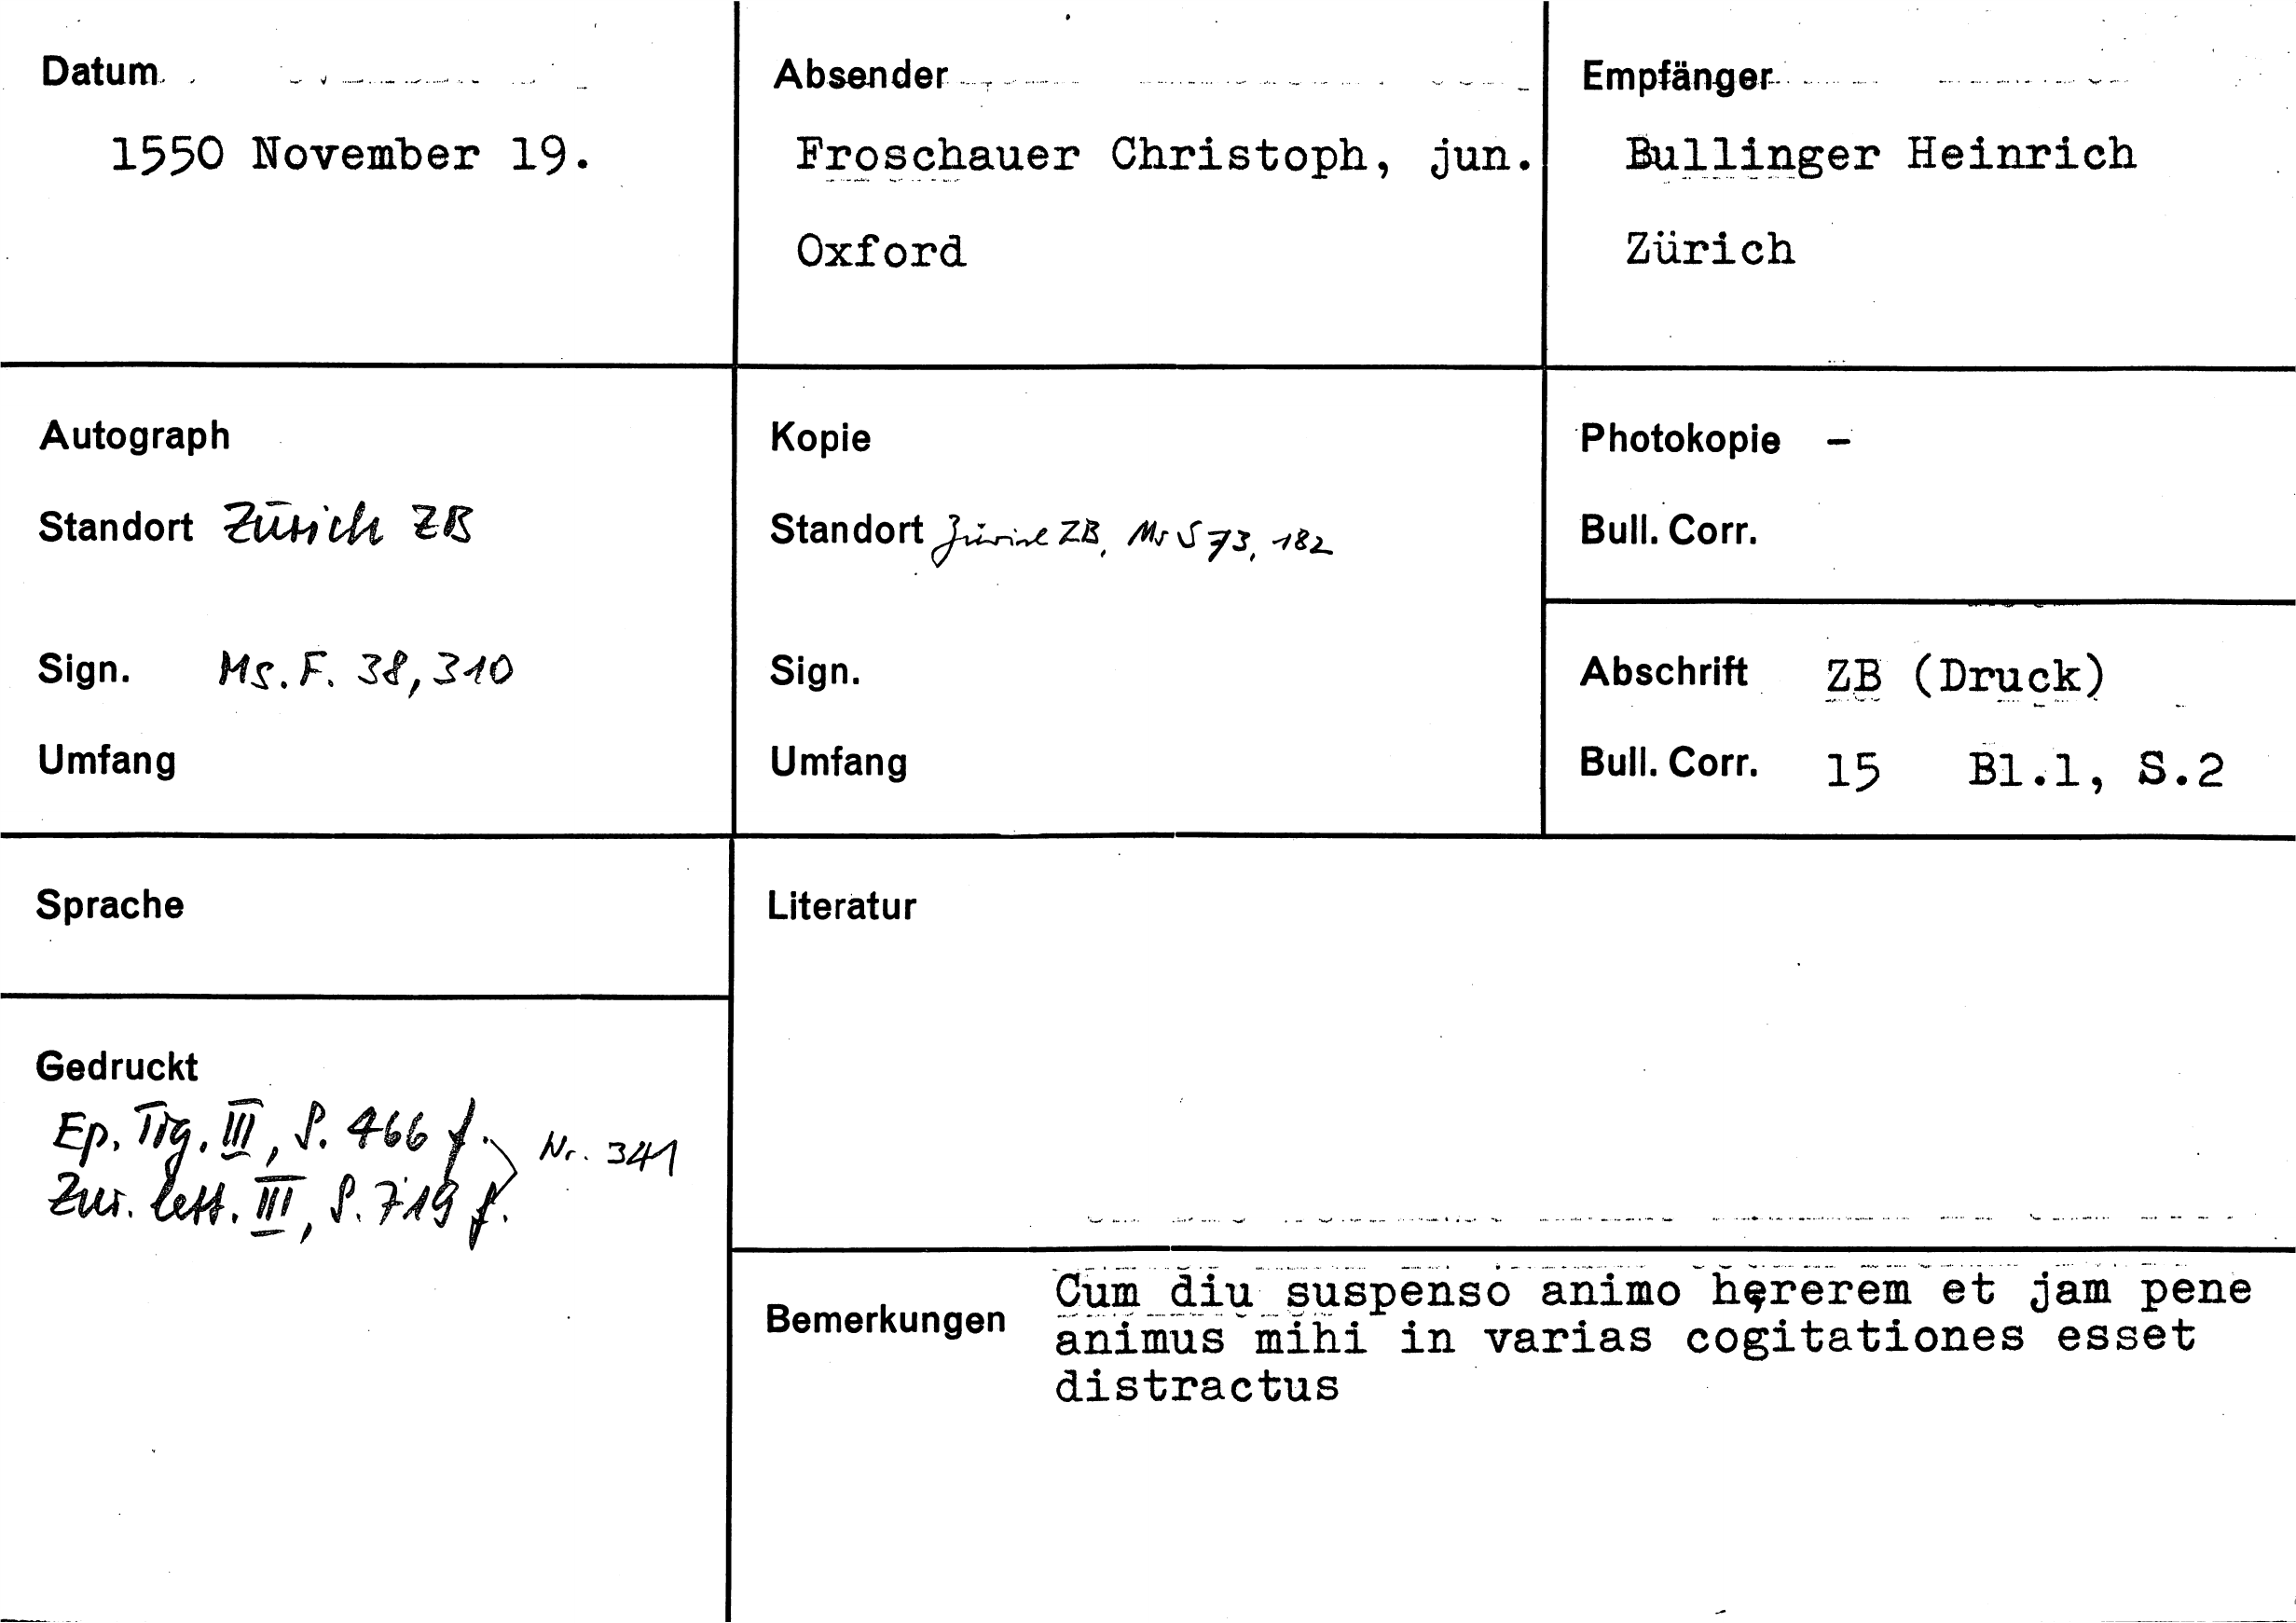 Datum
1550 November 19.
Absender
Froschauer Christoph, jun.
Oxford
Empfänger
Bullinger Heinrich
Zürich
Autograph
Standort Zürich ZB
Sign. Ms. F. 38, 310
Umfang
Kopie
Standort Zürich ZB, Ms S 73, 182
Sign.
Umfang
Photokopie –
Bull. Corr.
Abschrift ZB (Druck)
Bull. Corr. 15 Bl.1, S.2
Sprache
Literatur
Gedruckt
Ep. Tig. III, S. 466 f. Nr. 341
Zur. lett. III, S. 719 f.
Bemerkungen
Cum diu suspenso animo hęrerem et jam pene
animus mihi in varias cogitationes esset
distractus